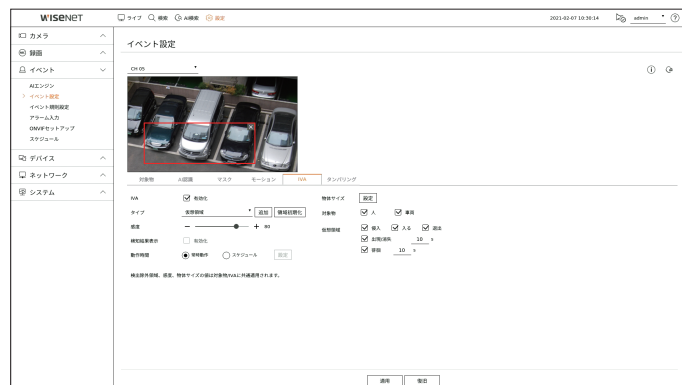 WISENET
ライブ 検索 AI検索 設定
2021-02-07 10:30:14 admin
カメラ
録画
イベント
AIエンジン
イベント設定
イベント規則設定
アラーム入力
ONVIFセットアップ
スケジュール
デバイス
ネットワーク
システム
イベント設定
CH 05
対象物 AI認識 マスク モーション IVA タンパリング
IVA 有効化
タイプ 仮想領域 追加 領域初期化
感度 80
検知結果表示 有効化
動作時間 常時動作 スケジュール 設定
検出除外領域、感度、物体サイズの値は対象物/IVAに共通適用されます。
物体サイズ 設定
対象物 人 車両
仮想領域 侵入 入る 退出
出現/消失 10 s
徘徊 10 s
適用 復旧